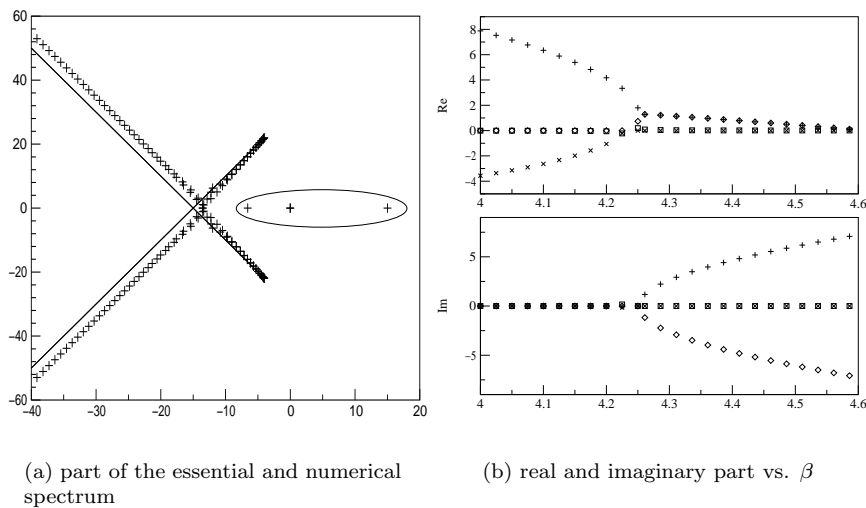 60
40
20
0
−20
−40
−60
−40 −30 −20 −10 0 10 20
8
6
4
2
0
−2
−4
Re
4 4.1 4.2 4.3 4.4 4.5 4.6
5
0
−5
Im
4 4.1 4.2 4.3 4.4 4.5 4.6
(a) part of the essential and numerical
spectrum
(b) real and imaginary part vs. β